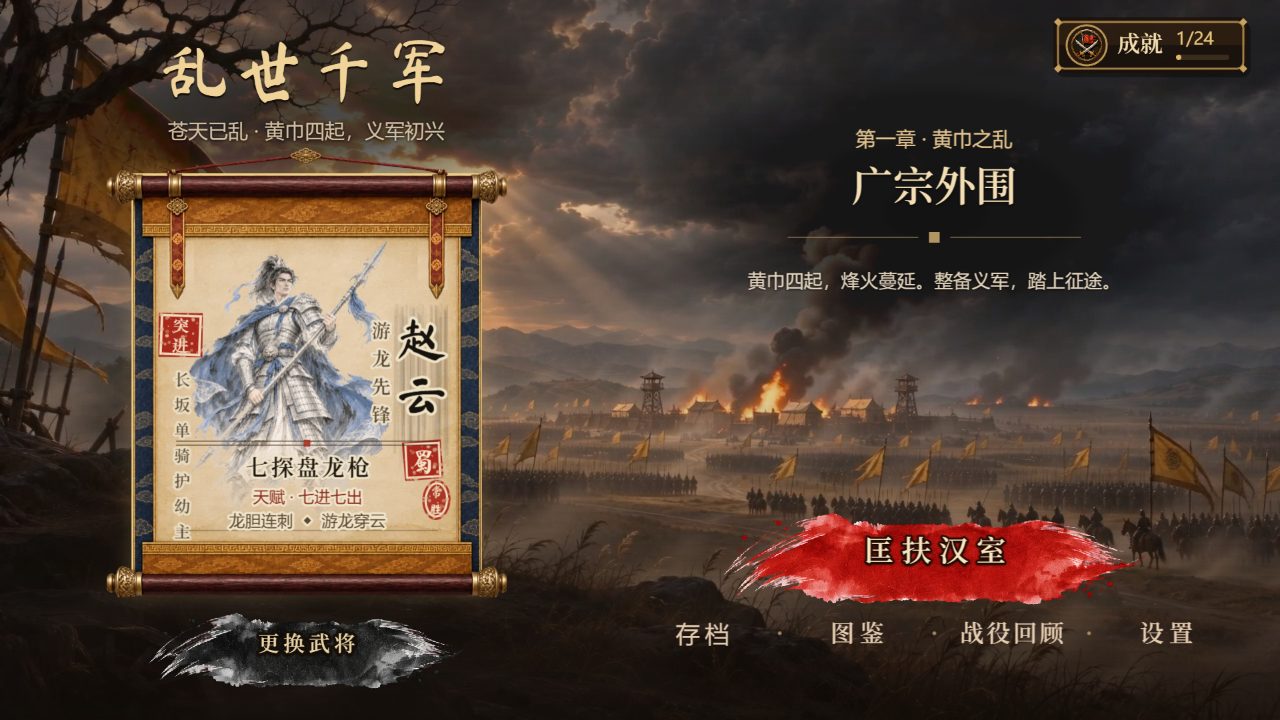 乱世千军
苍天已乱·黄巾四起，义军初兴
成就 1/24
第一章·黄巾之乱
广宗外围
黄巾四起，烽火蔓延。整备义军，踏上征途。
赵云
游龙先锋
突进
长坂单骑护幼主
七探盘龙枪
蜀
天赋·七进七出
常胜
龙胆连刺 ◆ 游龙穿云
匡扶汉室
更换武将
存档 · 图鉴 · 战役回顾 · 设置